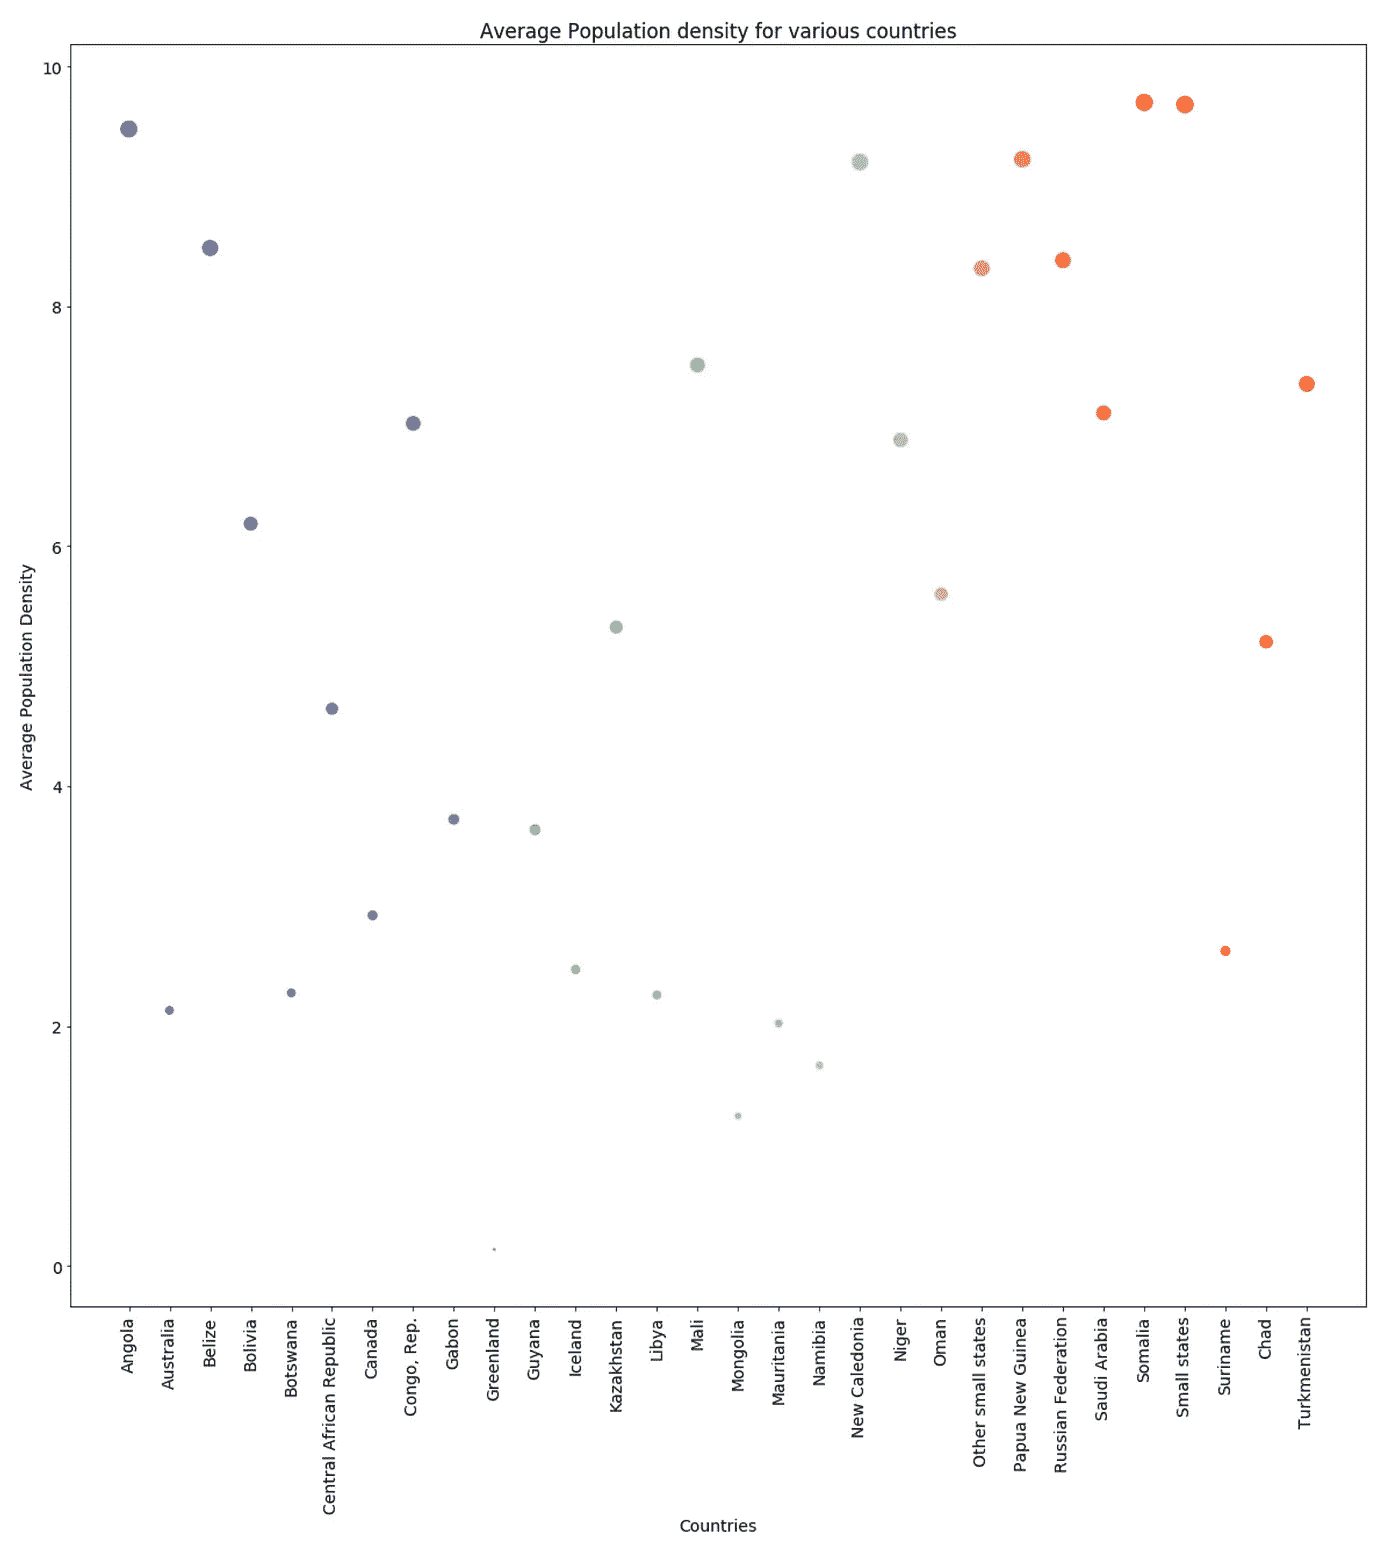 Average Population density for various countries
10
8
6
4
2
0
Average Population Density
Angola
Australia
Belize
Bolivia
Botswana
Central African Republic
Canada
Congo, Rep.
Gabon
Greenland
Guyana
Iceland
Kazakhstan
Libya
Mali
Mongolia
Mauritania
Namibia
New Caledonia
Niger
Oman
Other small states
Papua New Guinea
Russian Federation
Saudi Arabia
Somalia
Small states
Suriname
Chad
Turkmenistan
Countries